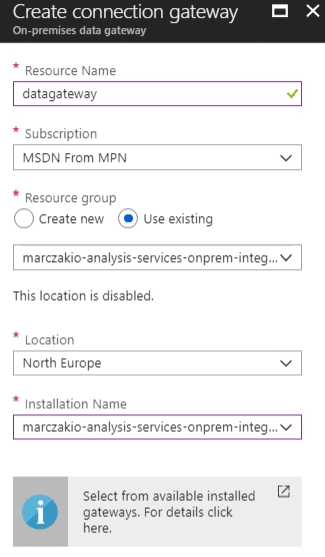 Create connection gateway
On-premises data gateway
* Resource Name
datagateway
* Subscription
MSDN From MPN
* Resource group
Create new
Use existing
marczakio-analysis-services-onprem-integ...
This location is disabled.
* Location
North Europe
* Installation Name
marczakio-analysis-services-onprem-integ...
Select from available installed
gateways. For details click
here.